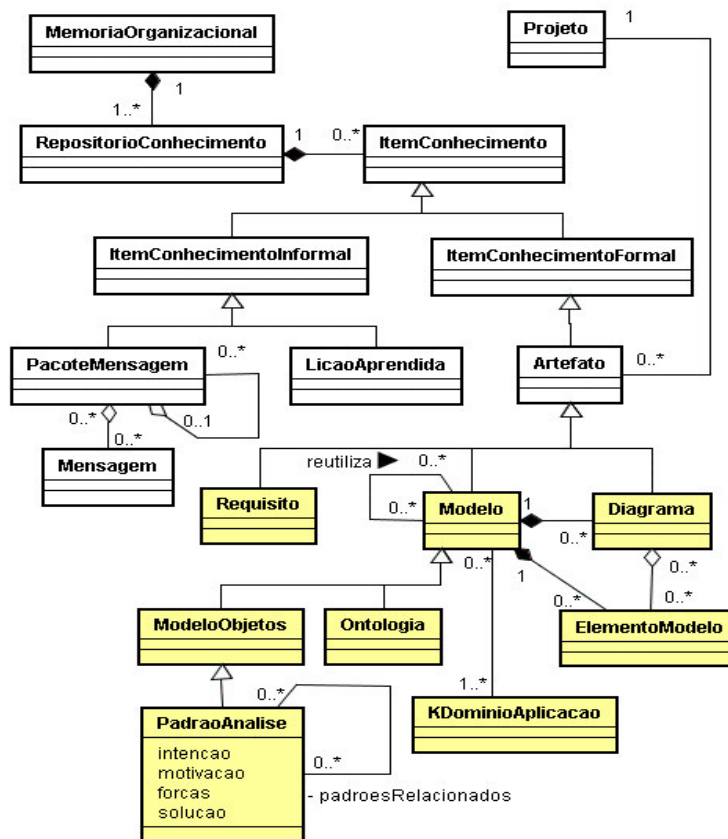 MemoriaOrganizacional
Projeto
1
1
1..*
RepositorioConhecimento
1
0..*
ItemConhecimento
ItemConhecimentoInformal
ItemConhecimentoFormal
PacoteMensagem
0..*
LicaoAprendida
Artefato
0..*
0..*
0..1
0..*
Mensagem
reutiliza
0..*
Requisito
0..*
Modelo
1
0..*
Diagrama
0..*
1
0..*
0..*
0..*
ModeloObjetos
Ontologia
ElementoModelo
0..*
1..*
PadraoAnalise
KDominioAplicacao
intencao
motivacao
forcas
solucao
0..*
- padroesRelacionados